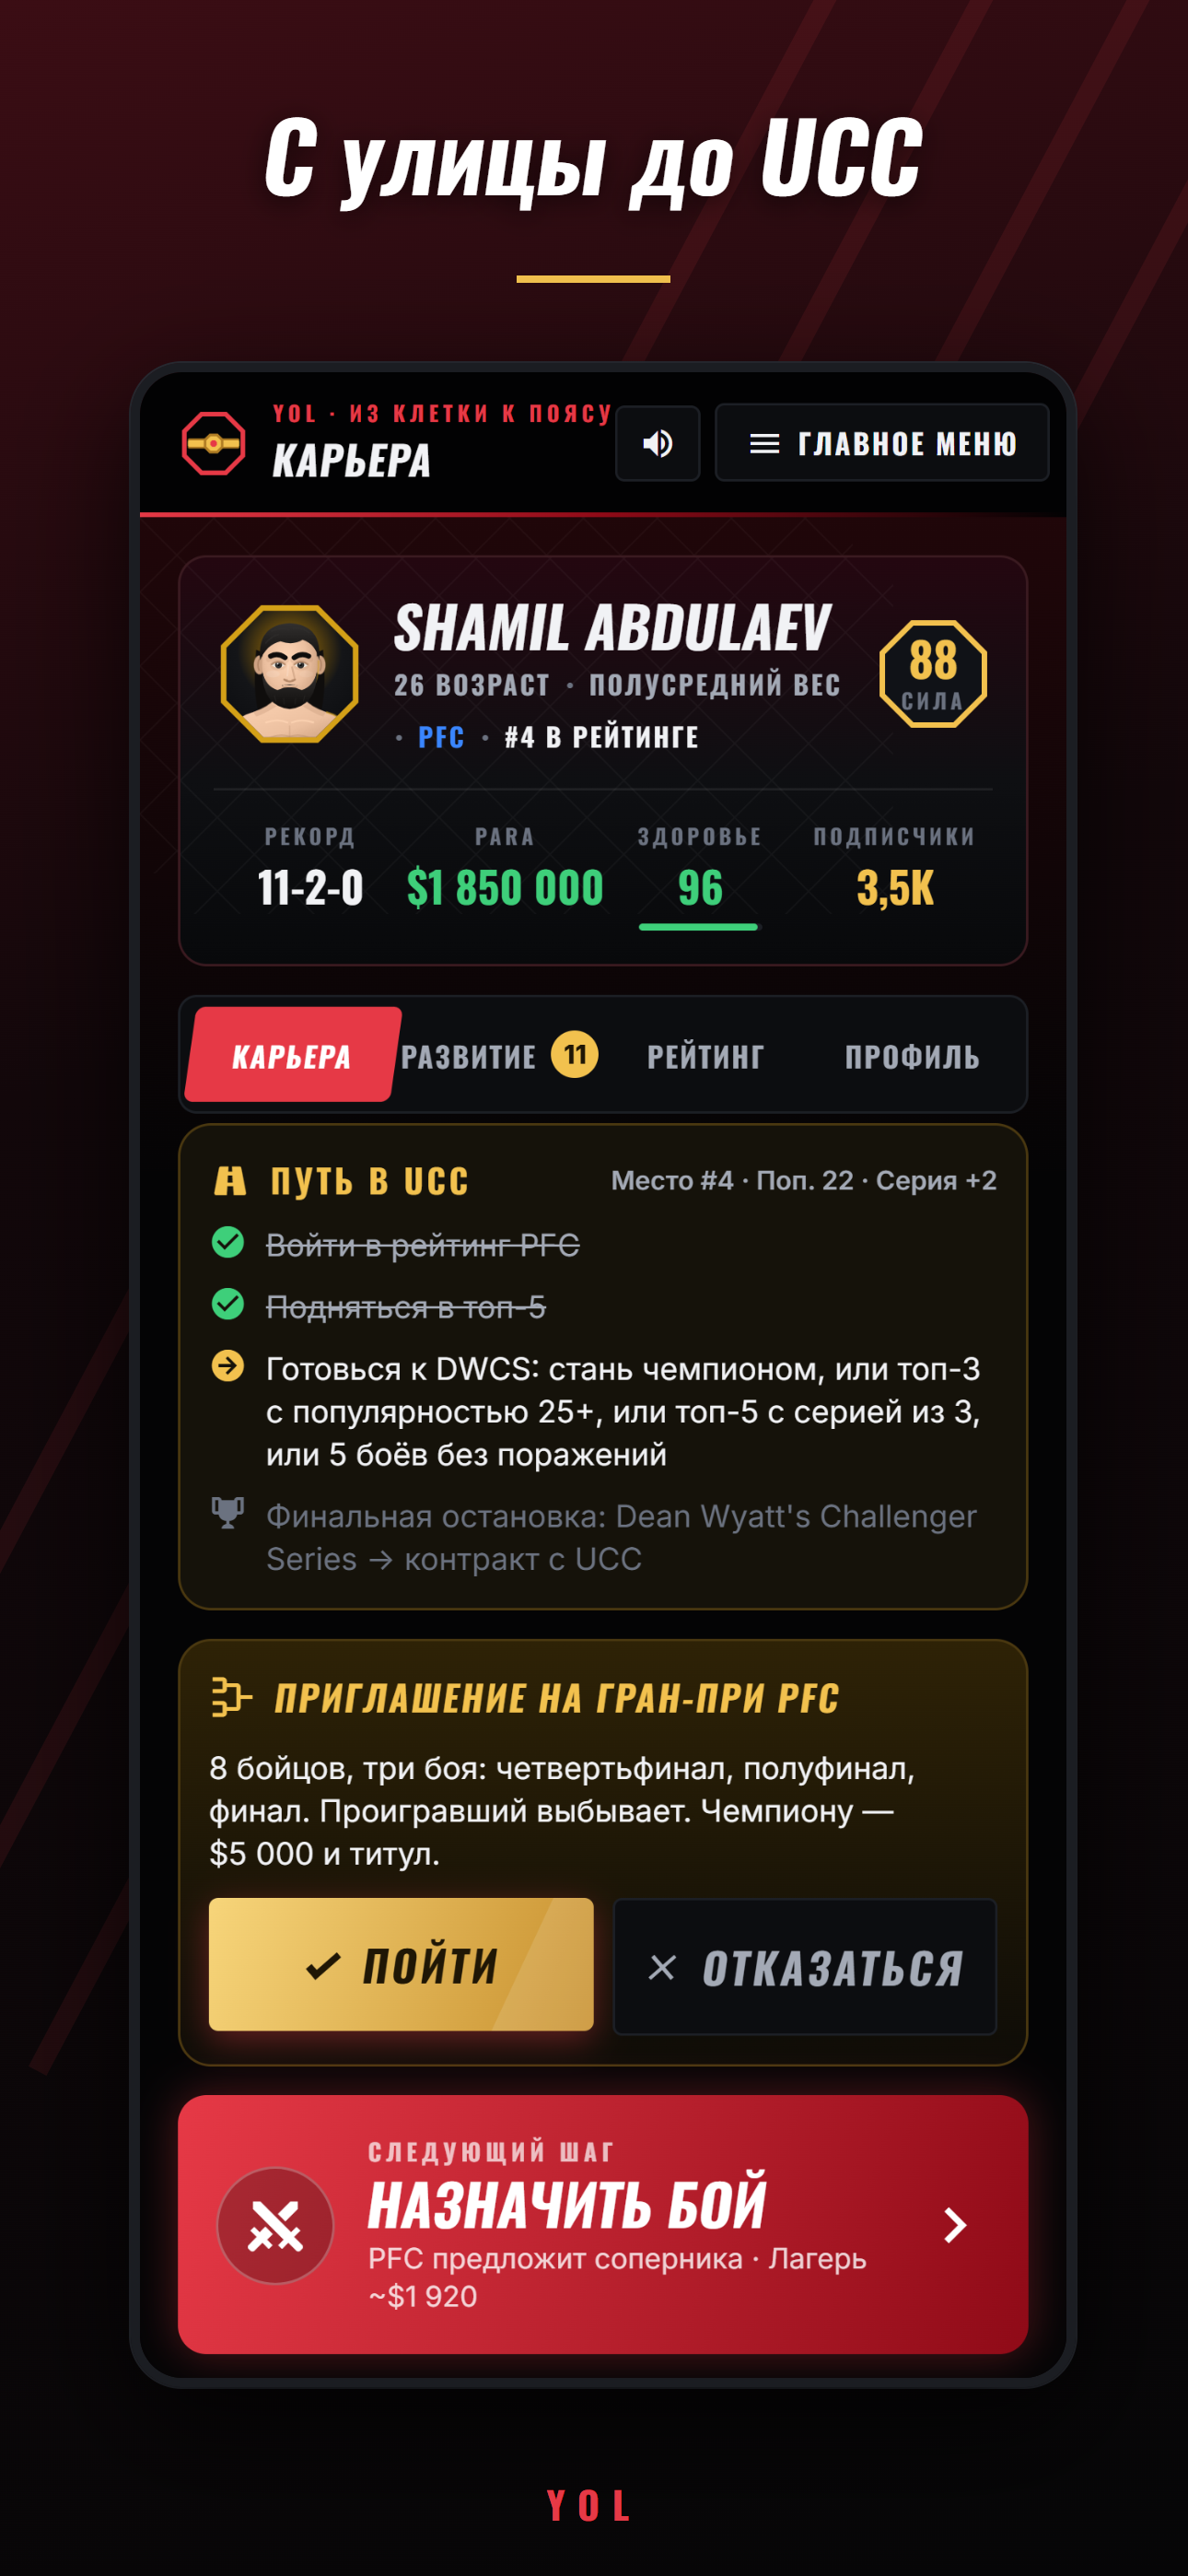 С улицы до UCC
YOL · ИЗ КЛЕТКИ К ПОЯСУ
КАРЬЕРА
ГЛАВНОЕ МЕНЮ
SHAMIL ABDULAEV
26 ВОЗРАСТ · ПОЛУСРЕДНИЙ ВЕС
· PFC · #4 В РЕЙТИНГЕ
88
СИЛА
РЕКОРД
11-2-0
PARA
$1 850 000
ЗДОРОВЬЕ
96
ПОДПИСЧИКИ
3,5K
КАРЬЕРА
РАЗВИТИЕ 11
РЕЙТИНГ
ПРОФИЛЬ
ПУТЬ В UCC
Место #4 · Поп. 22 · Серия +2
Войти в рейтинг PFC
Подняться в топ-5
Готовься к DWCS: стань чемпионом, или топ-3
с популярностью 25+, или топ-5 с серией из 3,
или 5 боёв без поражений
Финальная остановка: Dean Wyatt's Challenger
Series → контракт с UCC
ПРИГЛАШЕНИЕ НА ГРАН-ПРИ PFC
8 бойцов, три боя: четвертьфинал, полуфинал,
финал. Проигравший выбывает. Чемпиону —
$5 000 и титул.
ПОЙТИ
ОТКАЗАТЬСЯ
СЛЕДУЮЩИЙ ШАГ
НАЗНАЧИТЬ БОЙ
PFC предложит соперника · Лагерь
~$1 920
YOL